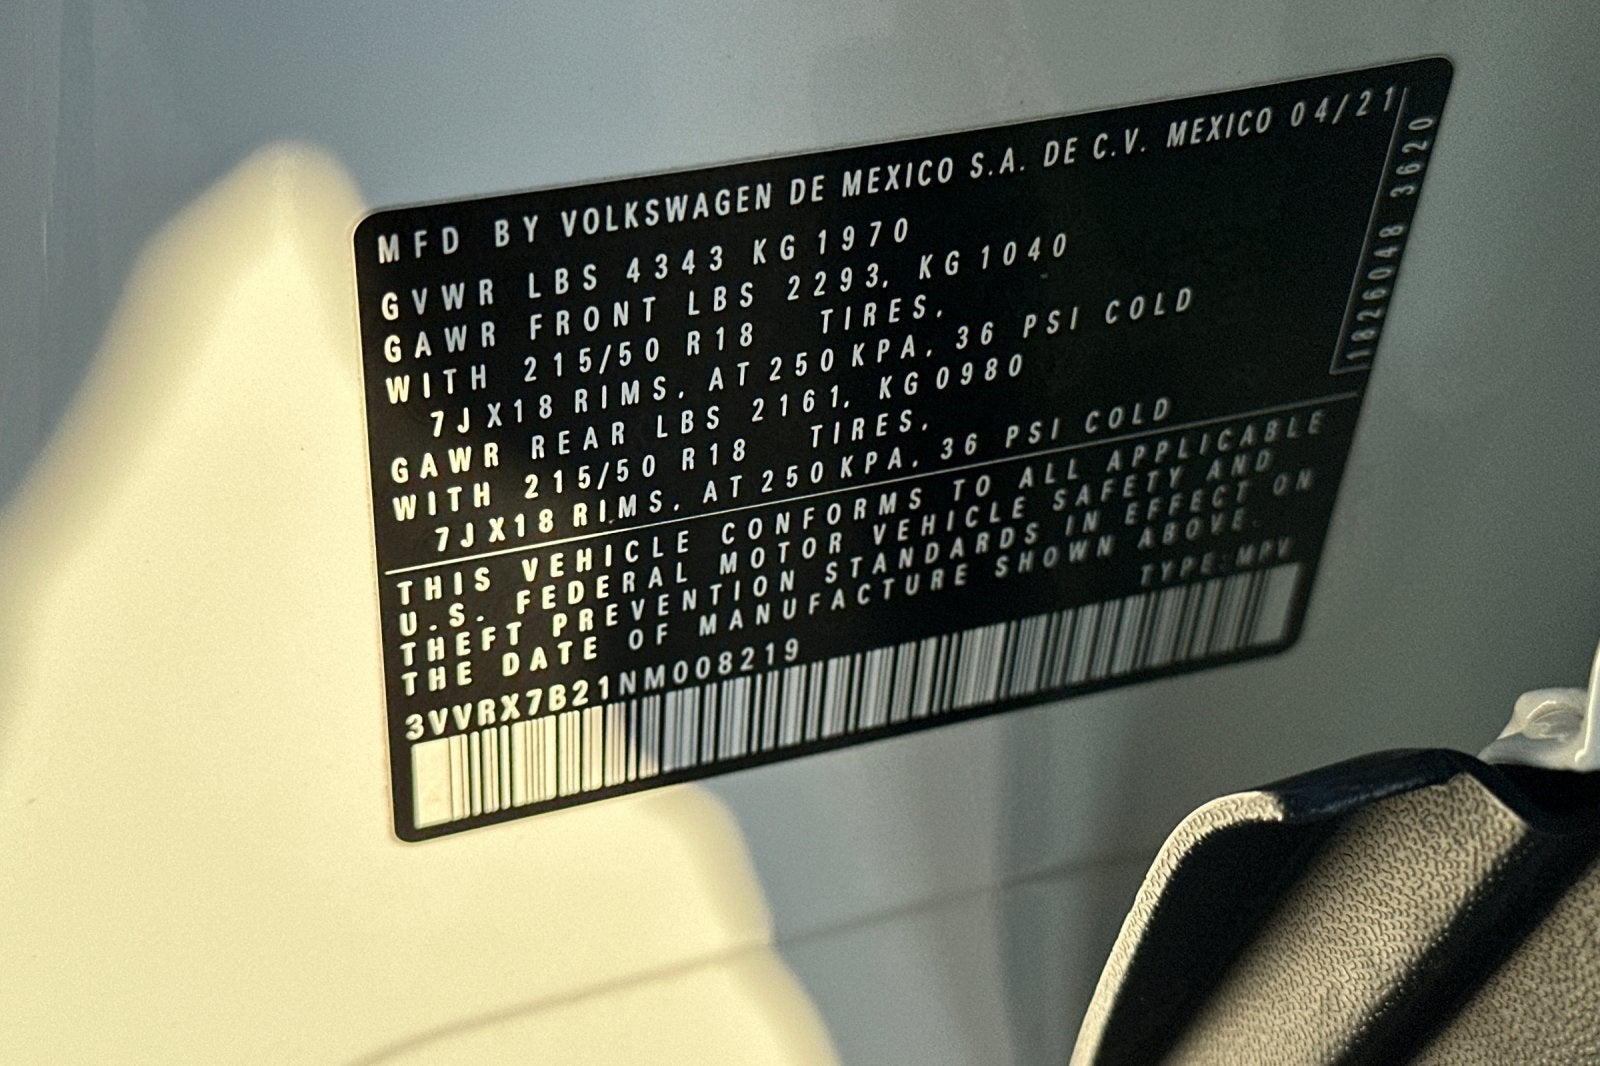 MFD BY VOLKSWAGEN DE MEXICO S.A. DE C.V. MEXICO 04/21
GVWR LBS 4343 KG 1970
GAWR FRONT LBS 2293, KG 1040
WITH 215/50 R18 TIRES,
7JX18 RIMS, AT 250 KPA, 36 PSI COLD
GAWR REAR LBS 2161, KG 0980
WITH 215/50 R18 TIRES,
7JX18 RIMS, AT 250 KPA, 36 PSI COLD
THIS VEHICLE CONFORMS TO ALL APPLICABLE
U.S. FEDERAL MOTOR VEHICLE SAFETY AND
THEFT PREVENTION STANDARDS IN EFFECT ON
THE DATE OF MANUFACTURE SHOWN ABOVE.
TYPE: MPV
3VVRX7B21NM008219
1826048 3620